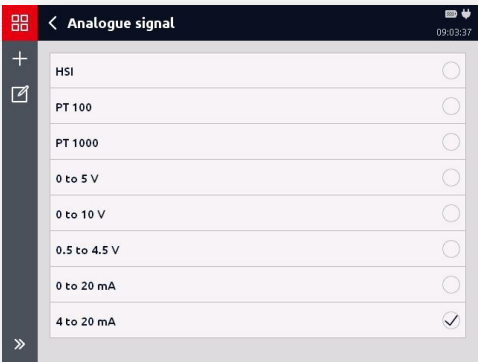 Analogue signal
09:03:37
HSI
PT 100
PT 1000
0 to 5 V
0 to 10 V
0.5 to 4.5 V
0 to 20 mA
4 to 20 mA